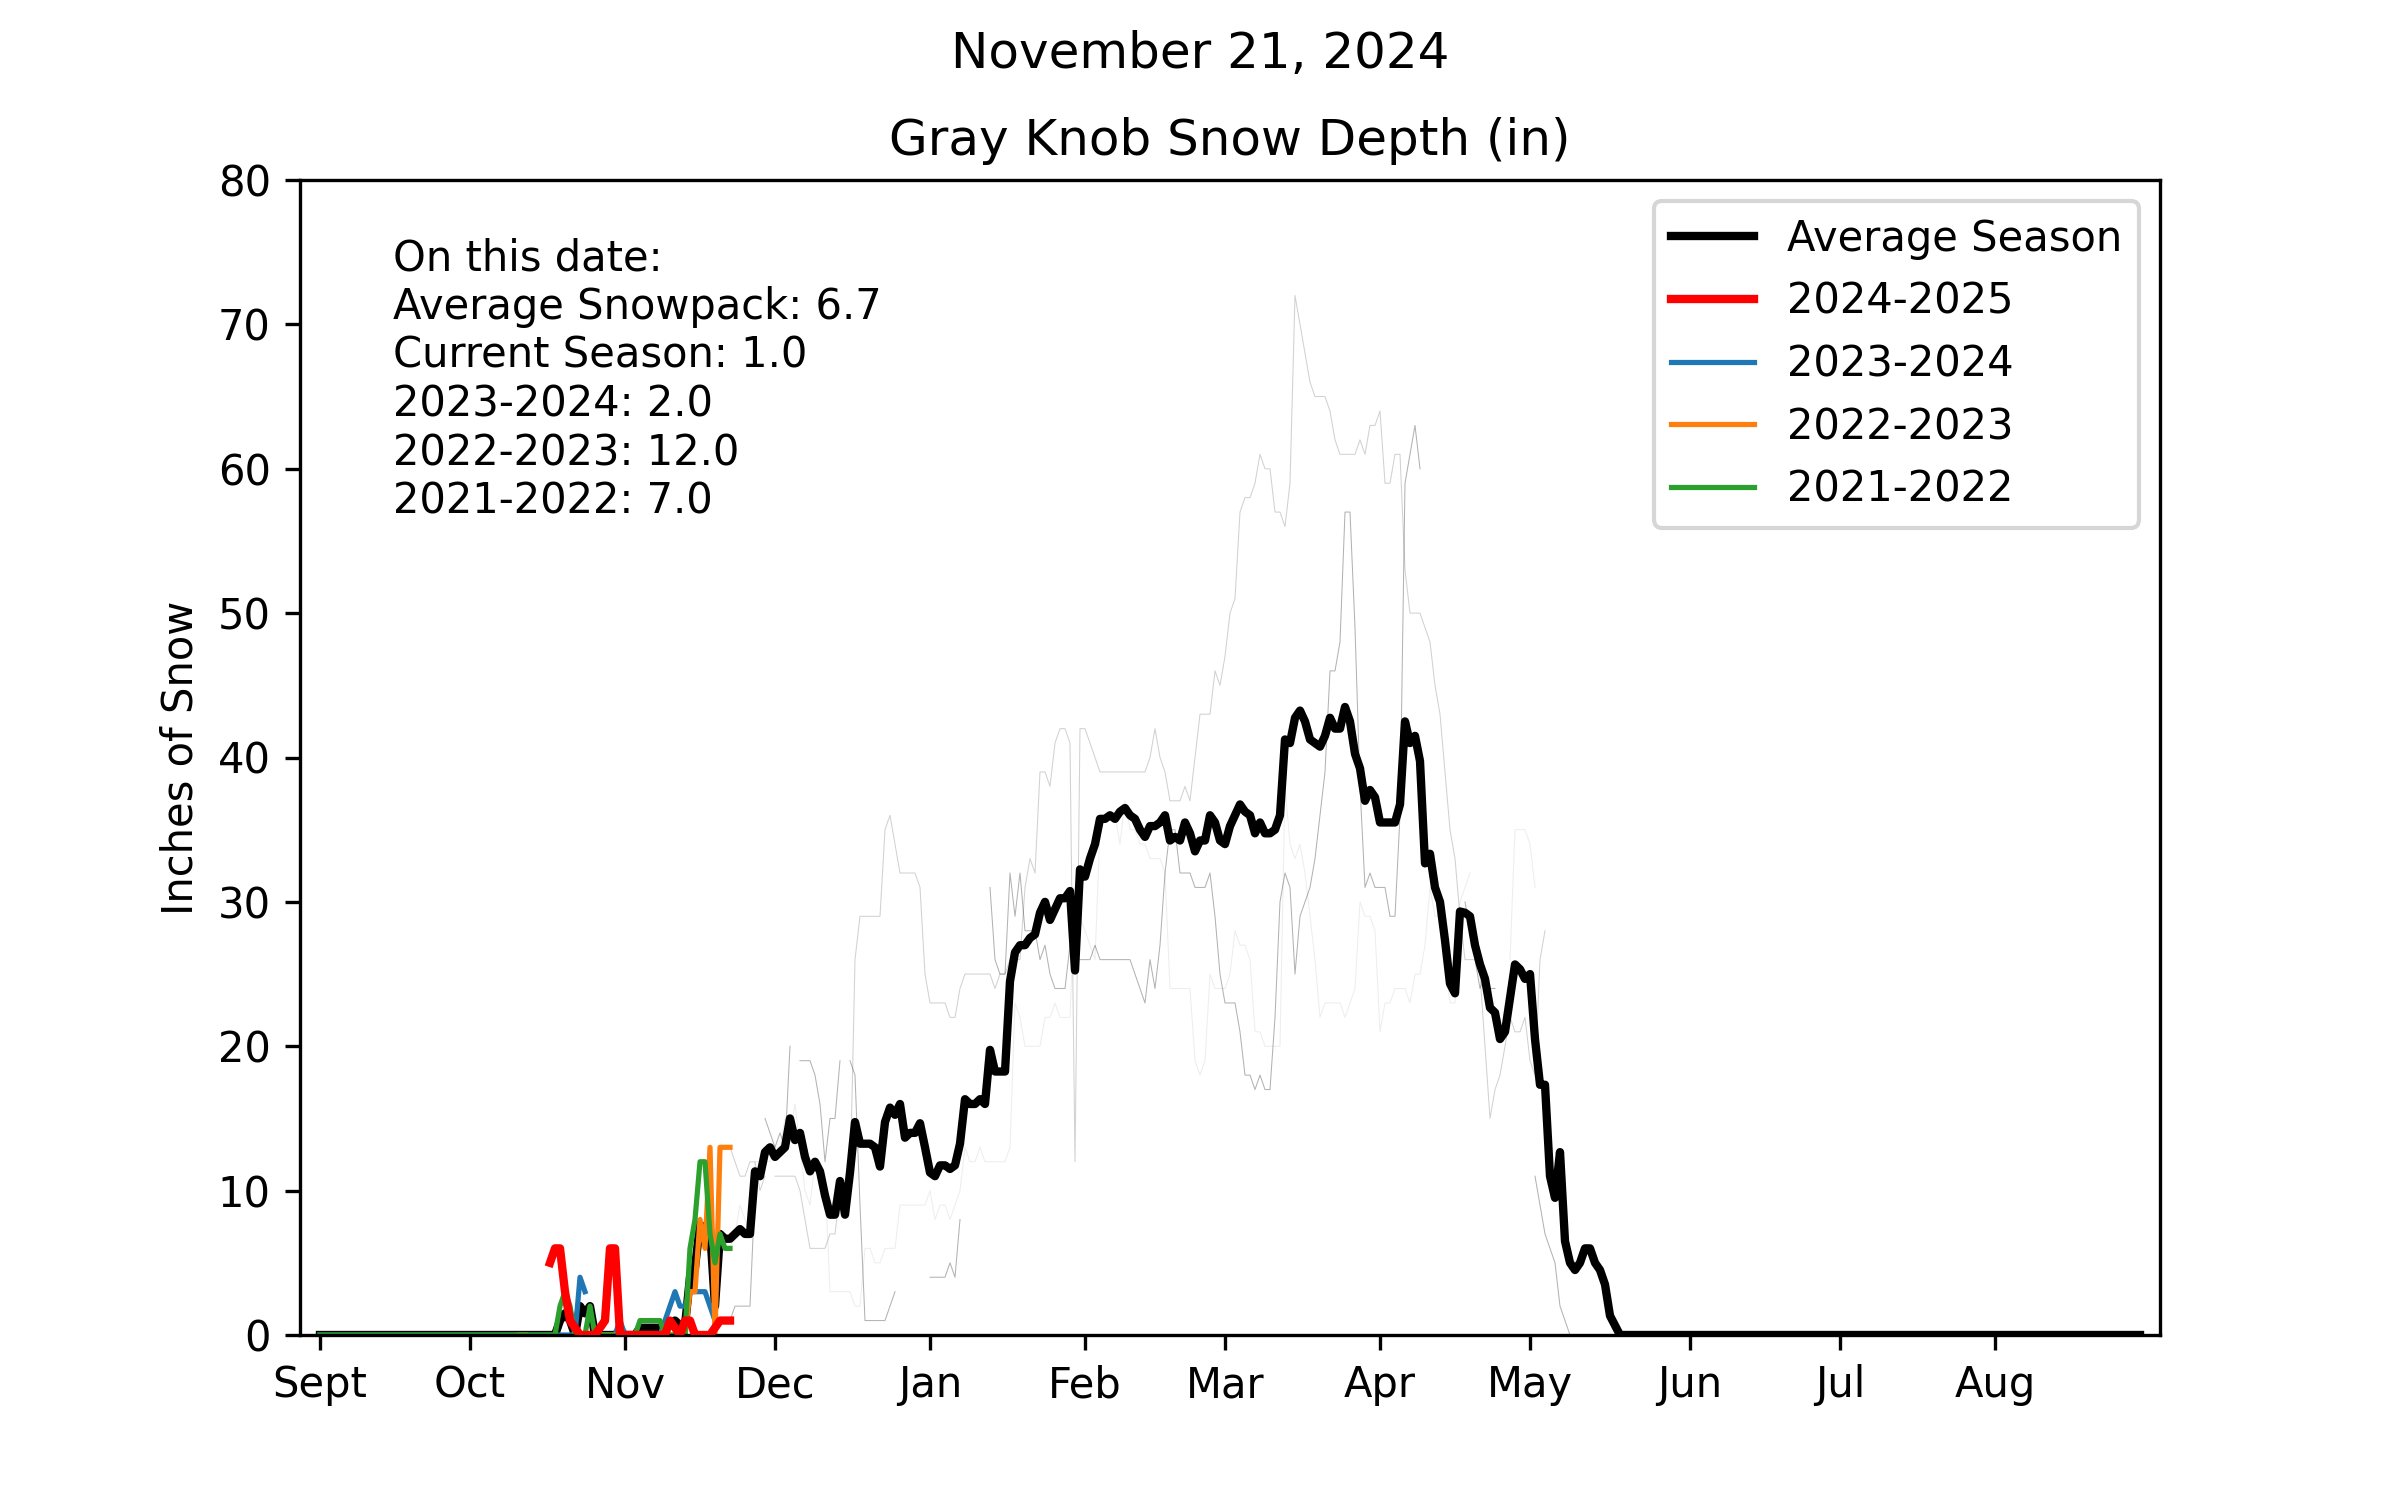 November 21, 2024
Gray Knob Snow Depth (in)
80
70
60
50
40
30
20
10
0
Inches of Snow
On this date:
Average Snowpack: 6.7
Current Season: 1.0
2023-2024: 2.0
2022-2023: 12.0
2021-2022: 7.0
Average Season
2024-2025
2023-2024
2022-2023
2021-2022
Sept Oct Nov Dec Jan Feb Mar Apr May Jun Jul Aug